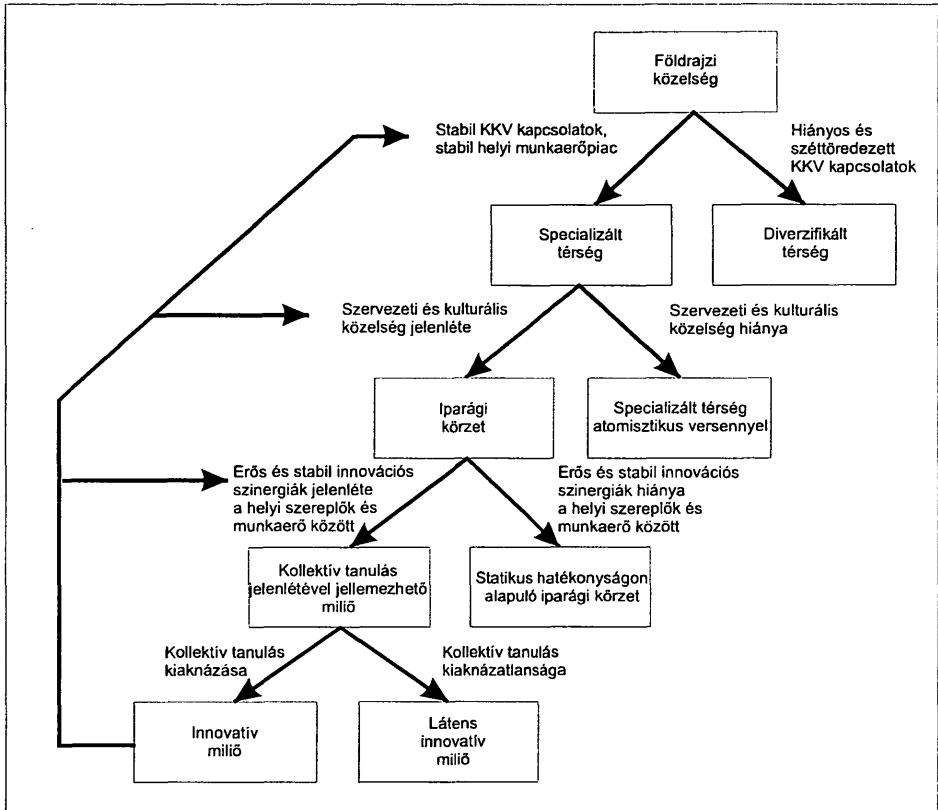 Földrajzi
közelség
Stabil KKV kapcsolatok,
stabil helyi munkaerőpiac
Hiányos és
széttöredezett
KKV kapcsolatok
Specializált
térség
Diverzifikált
térség
Szervezeti és kulturális
közelség jelenléte
Szervezeti és kulturális
közelség hiánya
Iparági
körzet
Specializált térség
atomisztikus versennyel
Erős és stabil innovációs
szinergiák jelenléte
a helyi szereplők és
munkaerő között
Erős és stabil innovációs
szinergiák hiánya
a helyi szereplők és
munkaerő között
Kollektív tanulás
jelenlétével jellemezhető
miliő
Statikus hatékonyságon
alapuló iparági körzet
Kollektív tanulás
kiaknázása
Kollektív tanulás
kiaknázatlansága
Innovatív
miliő
Látens
innovatív
miliő